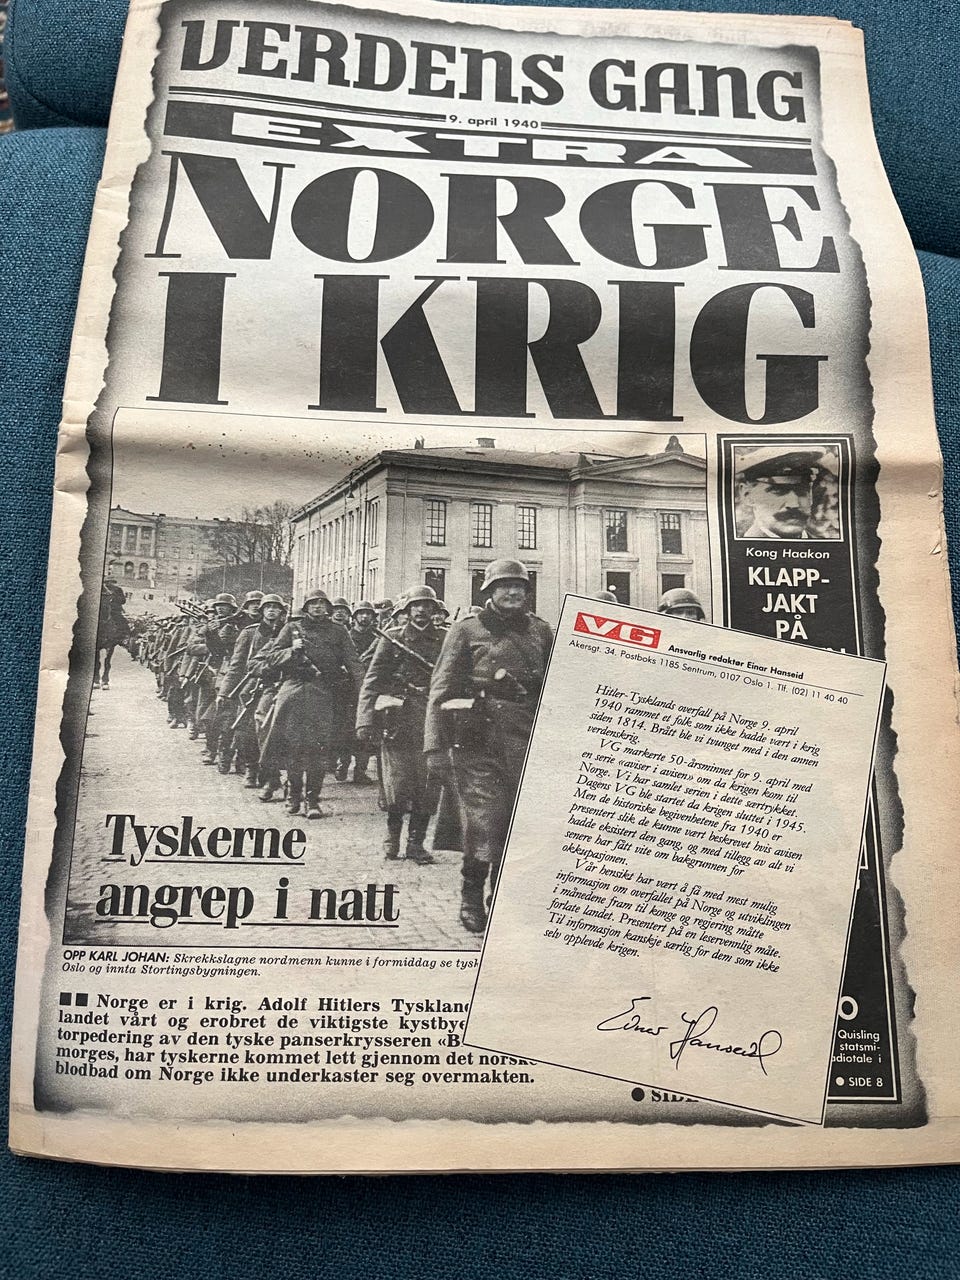 VERDENS GANG
9. april 1940
EXTRA
NORGE
I KRIG
Kong Haakon
KLAPP-
JAKT
PÅ
VG
Ansvarlig redaktør Einar Hanseid
Akersgt. 34. Postboks 1185 Sentrum, 0107 Oslo 1. Tlf. (02) 11 40 40
Hitler-Tysklands overfall på Norge 9. april
1940 rammet et folk som ikke hadde vært i krig
siden 1814. Brått ble vi tvunget med i den annen
verdenskrig.
VG markerte 50-årsminnet for 9. april med
en serie «aviser i avisen» om da krigen kom til
Norge. Vi har samlet serien i dette særtrykket.
Dagens VG ble startet da krigen sluttet i 1945.
Men de historiske begivenhetene fra 1940 er
presentert slik de kunne vært beskrevet hvis avisen
hadde eksistert den gang, og med tillegg av alt vi
senere har fått vite om bakgrunnen for
okkupasjonen.
Vår hensikt har vært å få med mest mulig
informasjon om overfallet på Norge og utviklingen
i månedene fram til konge og regjering måtte
forlate landet. Presentert på en leservennlig måte.
Til informasjon kanskje særlig for dem som ikke
selv opplevde krigen.
Einar Hanseid
Tyskerne
angrep i natt
OPP KARL JOHAN: Skrekkslagne nordmenn kunne i formiddag se tysk
Oslo og innta Stortingsbygningen.
Norge er i krig. Adolf Hitlers Tyskland
landet vårt og erobret de viktigste kystbye
torpedering av den tyske panserkrysseren «B
morges, har tyskerne kommet lett gjennom det norske
blodbad om Norge ikke underkaster seg overmakten.
● SIDE
O
Quisling
statsmi-
adiotale i
● SIDE 8